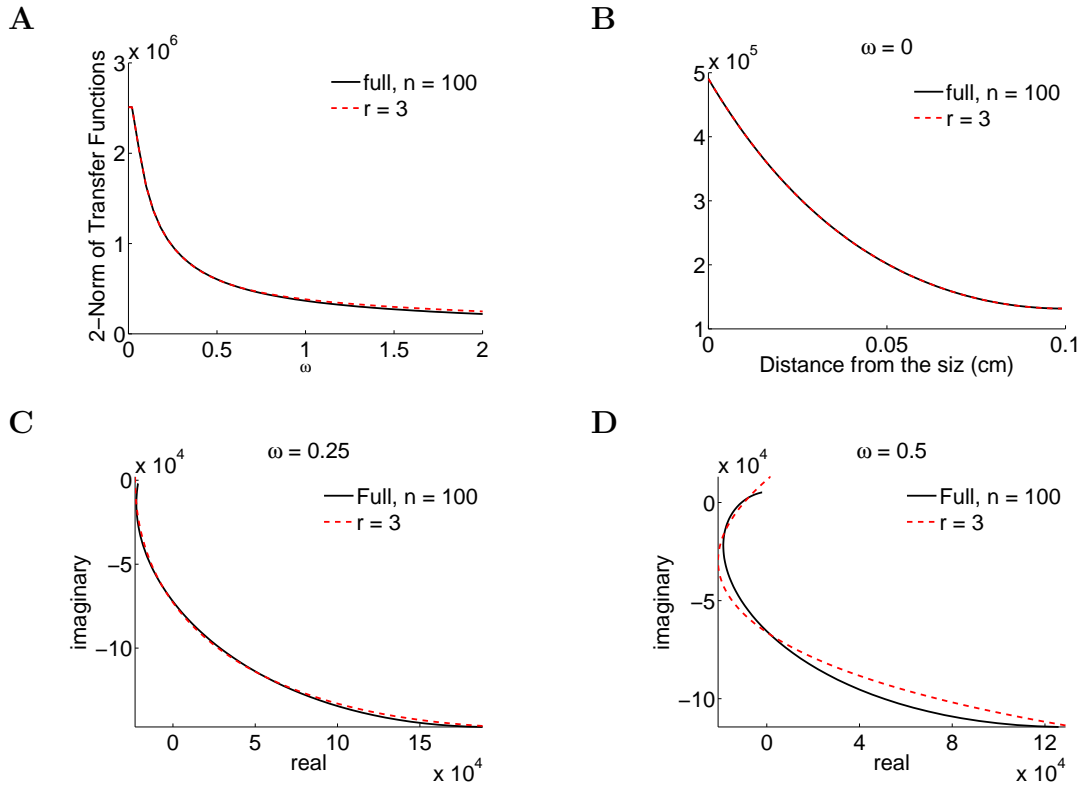 A
x 10^6
3
2
1
0
2−Norm of Transfer Functions
full, n = 100
r = 3
0 0.5 1 1.5 2
ω
B
ω = 0
x 10^5
5
4
3
2
1
full, n = 100
r = 3
0 0.05 0.1
Distance from the siz (cm)
C
ω = 0.25
x 10^4
0
−5
−10
imaginary
Full, n = 100
r = 3
0 5 10 15
real
x 10^4
D
ω = 0.5
x 10^4
0
−5
−10
imaginary
Full, n = 100
r = 3
0 4 8 12
real
x 10^4